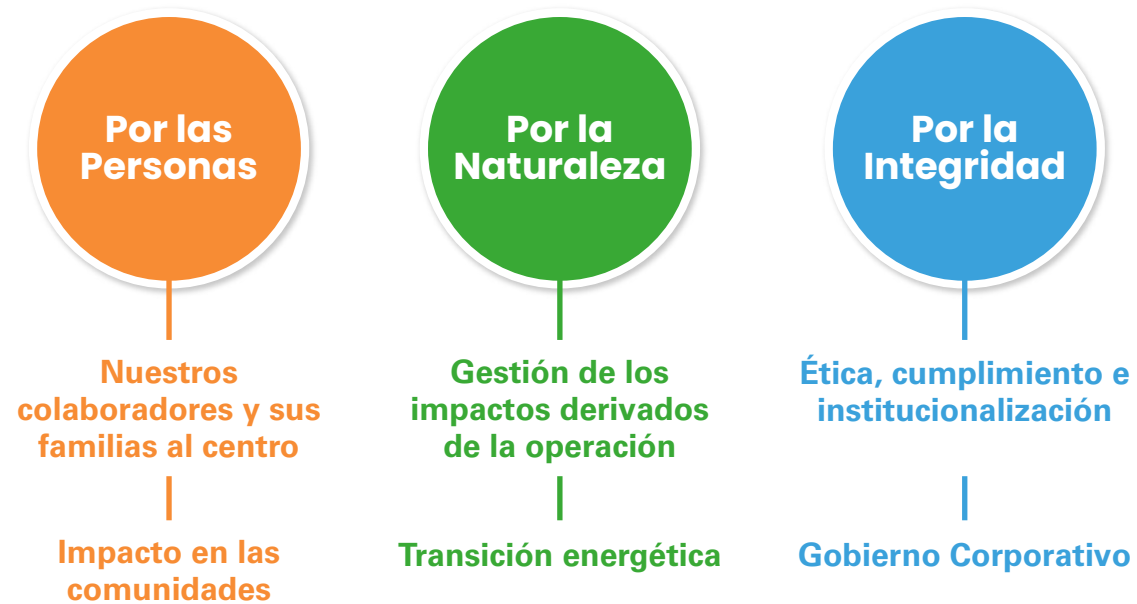 Por las
Personas
Nuestros
colaboradores y sus
familias al centro
Impacto en las
comunidades
Por la
Naturaleza
Gestión de los
impactos derivados
de la operación
Transición energética
Por la
Integridad
Ética, cumplimiento e
institucionalización
Gobierno Corporativo